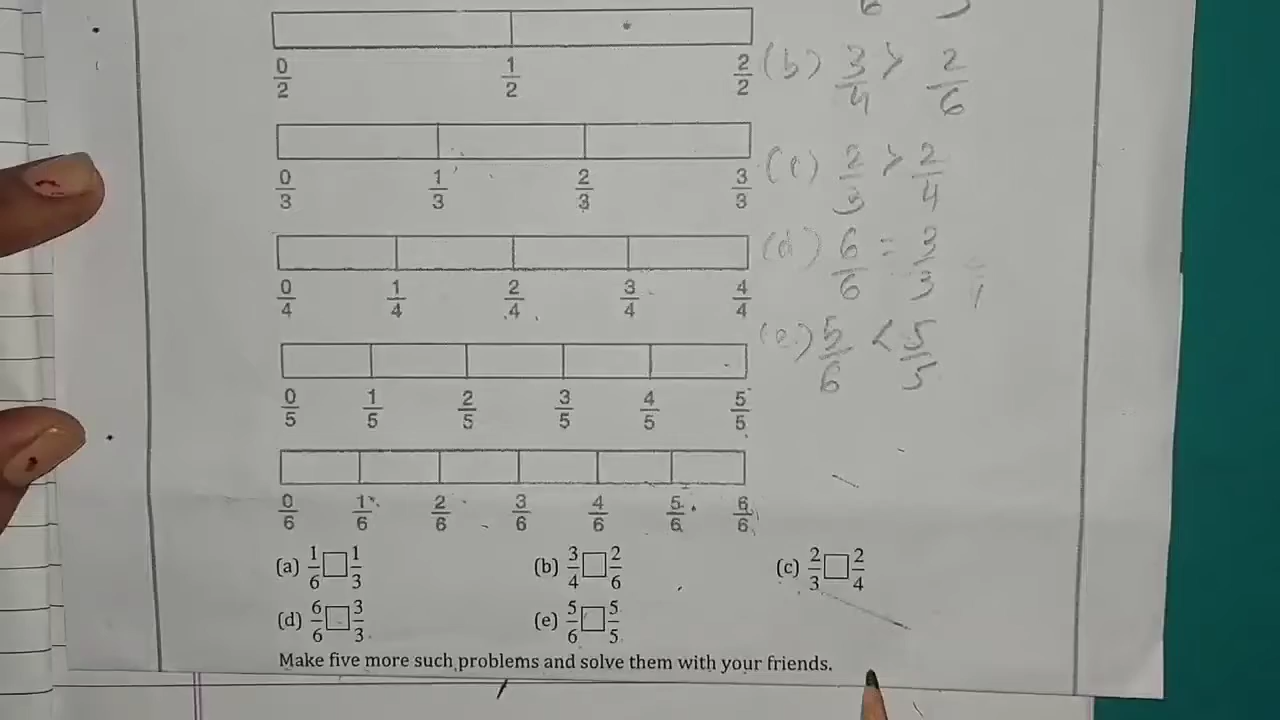 0/2 1/2 2/2
0/3 1/3 2/3 3/3
0/4 1/4 2/4 3/4 4/4
0/5 1/5 2/5 3/5 4/5 5/5
0/6 1/6 2/6 3/6 4/6 5/6 6/6
(a) 1/6 □ 1/3 (b) 3/4 □ 2/6 (c) 2/3 □ 2/4
(d) 6/6 □ 3/3 (e) 5/6 □ 5/5
Make five more such problems and solve them with your friends.
(b) 3/4 > 2/6
(c) 2/3 > 2/4
(d) 6/6 = 3/3
(e) 5/6 < 5/5